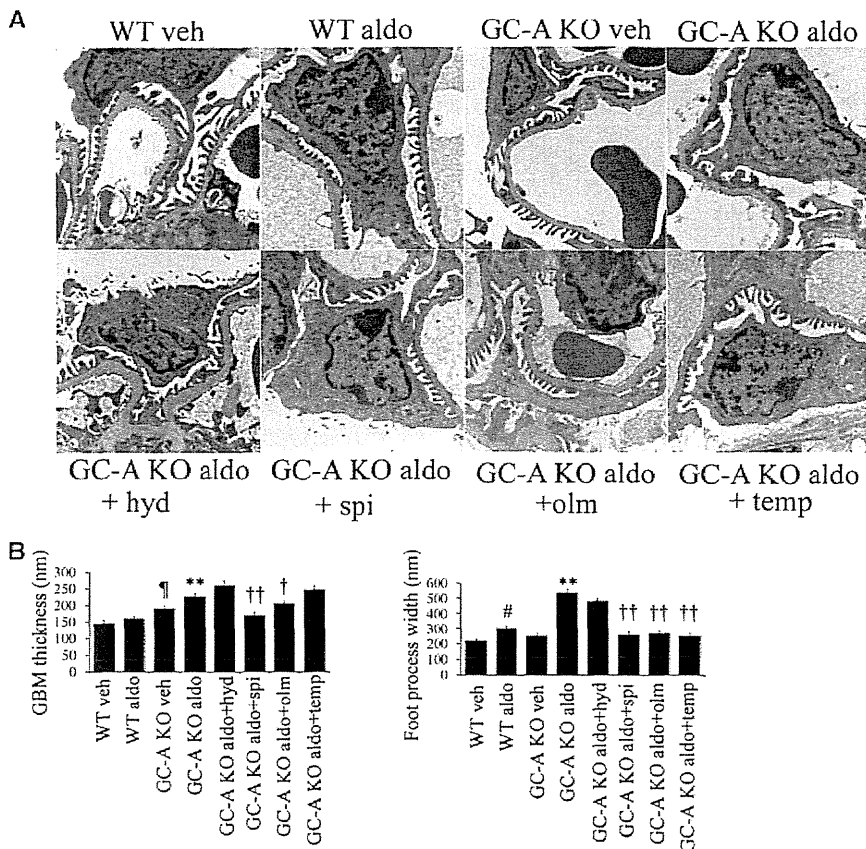 A
WT veh WT aldo GC-A KO veh GC-A KO aldo
GC-A KO aldo GC-A KO aldo GC-A KO aldo GC-A KO aldo
+ hyd + spi +olm + temp
B
GBM thickness (nm)
300
250
200
150
100
50
0
¶ ** †† †
WT veh
WT aldo
GC-A KO veh
GC-A KO aldo
GC-A KO aldo+hyd
GC-A KO aldo+spi
GC-A KO aldo+olm
GC-A KO aldo+temp
Foot process width (nm)
600
500
400
300
200
100
0
# ** †† †† ††
WT veh
WT aldo
GC-A KO veh
GC-A KO aldo
GC-A KO aldo+hyd
GC-A KO aldo+spi
GC-A KO aldo+olm
GC-A KO aldo+temp